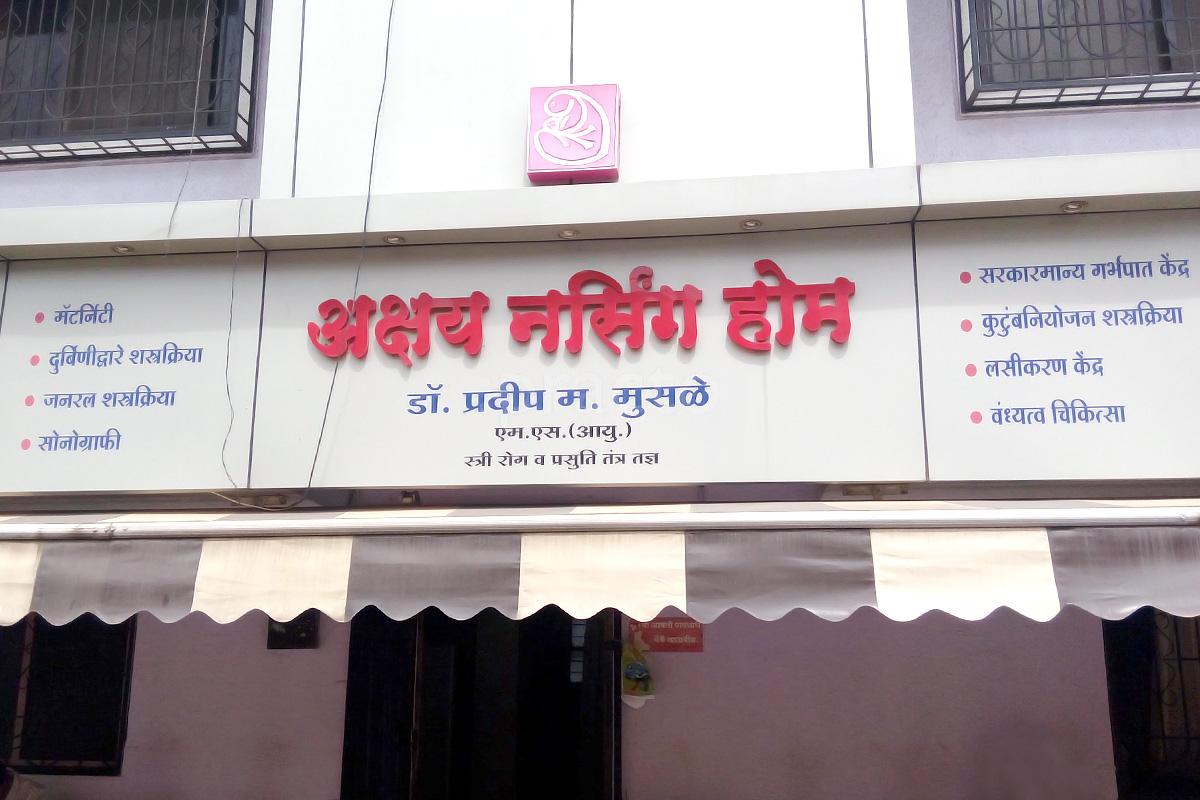 अक्षय नर्सिंग होम
डॉ. प्रदीप म. मुसळे
एम.एस.(आयु.)
स्त्री रोग व प्रसुति तंत्र तज्ञ
मॅटर्निटी
दुर्बिणीद्वारे शस्त्रक्रिया
जनरल शस्त्रक्रिया
सोनोग्राफी
सरकारमान्य गर्भपात केंद्र
कुटुंबनियोजन शस्त्रक्रिया
लसीकरण केंद्र
वंध्यत्व चिकित्सा